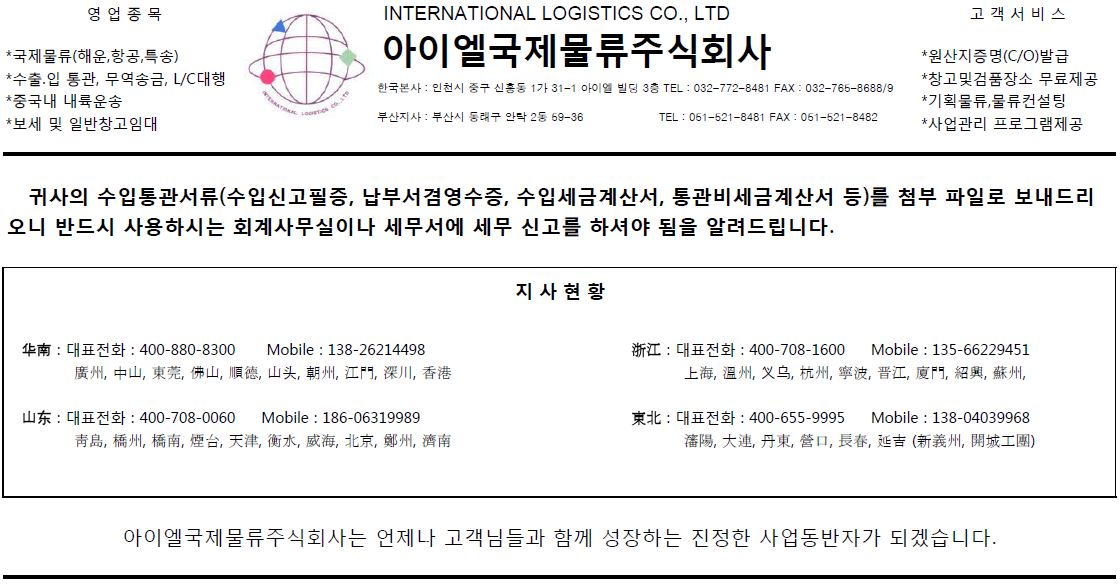 영 업 종 목
*국제물류(해운,항공,특송)
*수출.입 통관, 무역송금, L/C대행
*중국내 내륙운송
*보세 및 일반창고임대
INTERNATIONAL LOGISTICS CO., LTD
INTERNATIONAL LOGISTICS CO., LTD
아이엘국제물류주식회사
한국본사 : 인천시 중구 신흥동 1가 31-1 아이엘 빌딩 3층 TEL : 032-772-8481 FAX : 032-765-8688/9
부산지사 : 부산시 동래구 안락 2동 69-36 TEL : 051-521-8481 FAX : 051-521-8482
고 객 서 비 스
*원산지증명(C/O)발급
*창고및검품장소 무료제공
*기획물류,물류컨설팅
*사업관리 프로그램제공
귀사의 수입통관서류(수입신고필증, 납부서겸영수증, 수입세금계산서, 통관비세금계산서 등)를 첨부 파일로 보내드리
오니 반드시 사용하시는 회계사무실이나 세무서에 세무 신고를 하셔야 됨을 알려드립니다.
지 사 현 황
华南 : 대표전화 : 400-880-8300 Mobile : 138-26214498
廣州, 中山, 東莞, 佛山, 順德, 山头, 朝州, 江門, 深川, 香港
浙江 : 대표전화 : 400-708-1600 Mobile : 135-66229451
上海, 溫州, 义乌, 杭州, 寧波, 晋江, 廈門, 紹興, 蘇州,
山东 : 대표전화 : 400-708-0060 Mobile : 186-06319989
靑島, 橋州, 橋南, 煙台, 天津, 衡水, 威海, 北京, 鄭州, 濟南
東北 : 대표전화 : 400-655-9995 Mobile : 138-04039968
瀋陽, 大連, 丹東, 營口, 長春, 延吉 (新義州, 開城工團)
아이엘국제물류주식회사는 언제나 고객님들과 함께 성장하는 진정한 사업동반자가 되겠습니다.